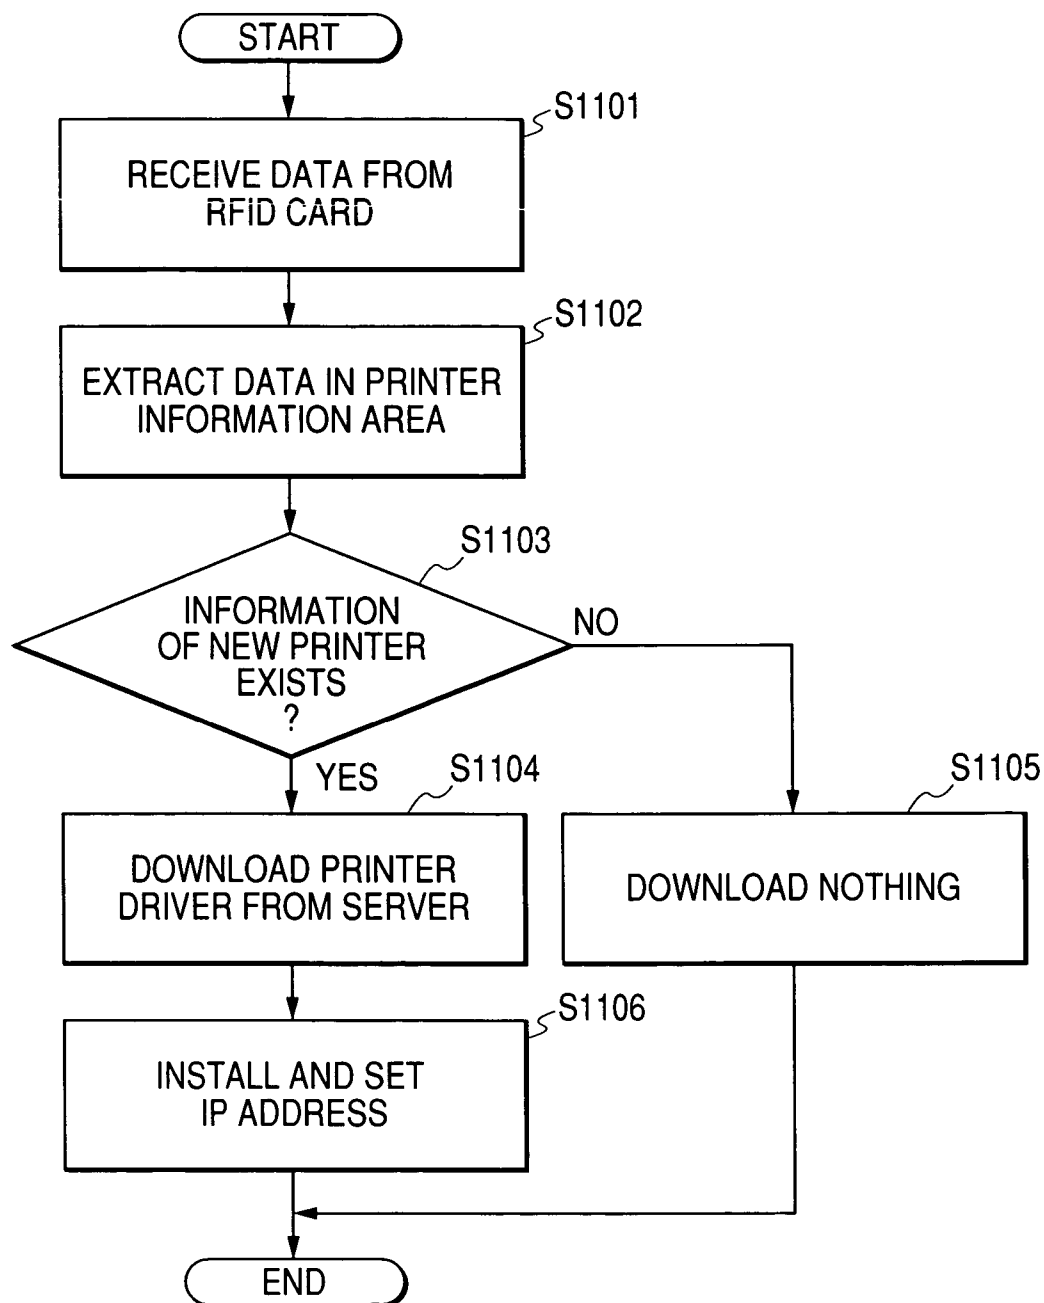 START
S1101
RECEIVE DATA FROM
RFID CARD
S1102
EXTRACT DATA IN PRINTER
INFORMATION AREA
S1103
INFORMATION
OF NEW PRINTER
EXISTS
?
NO
YES
S1104
S1105
DOWNLOAD PRINTER
DRIVER FROM SERVER
DOWNLOAD NOTHING
S1106
INSTALL AND SET
IP ADDRESS
END